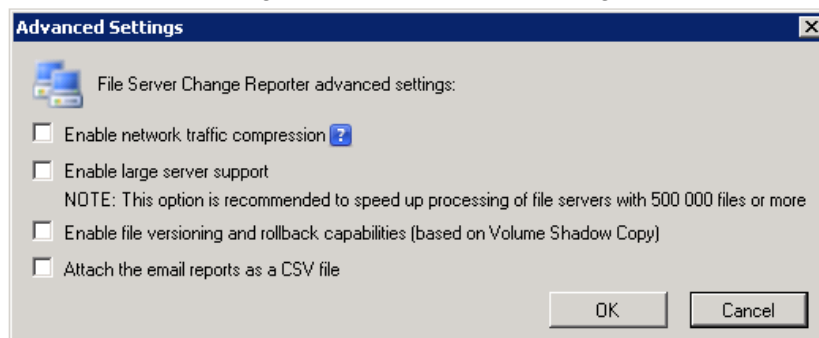 Advanced Settings
File Server Change Reporter advanced settings:
Enable network traffic compression ?
Enable large server support
NOTE: This option is recommended to speed up processing of file servers with 500 000 files or more
Enable file versioning and rollback capabilities (based on Volume Shadow Copy)
Attach the email reports as a CSV file
OK Cancel